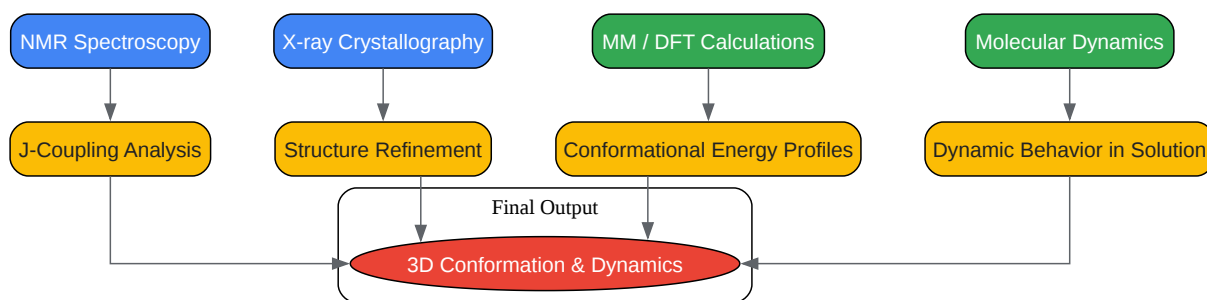 NMR Spectroscopy
X-ray Crystallography
MM / DFT Calculations
Molecular Dynamics
J-Coupling Analysis
Structure Refinement
Conformational Energy Profiles
Dynamic Behavior in Solution
Final Output
3D Conformation & Dynamics